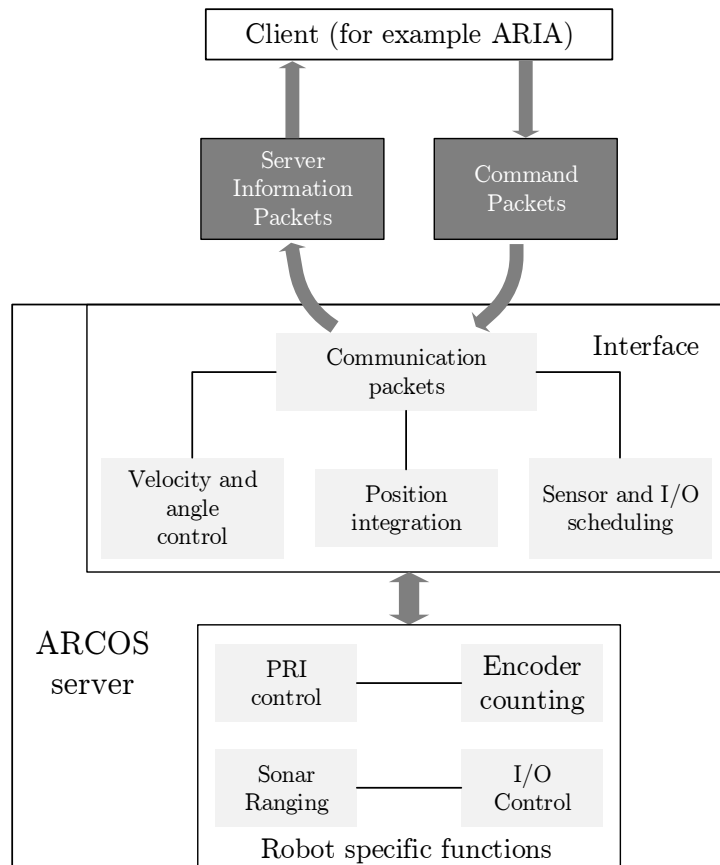 Client (for example ARIA)
Server
Information
Packets
Command
Packets
Interface
Communication
packets
Velocity and
angle
control
Position
integration
Sensor and I/O
scheduling
ARCOS
server
PRI
control
Encoder
counting
Sonar
Ranging
I/O
Control
Robot specific functions